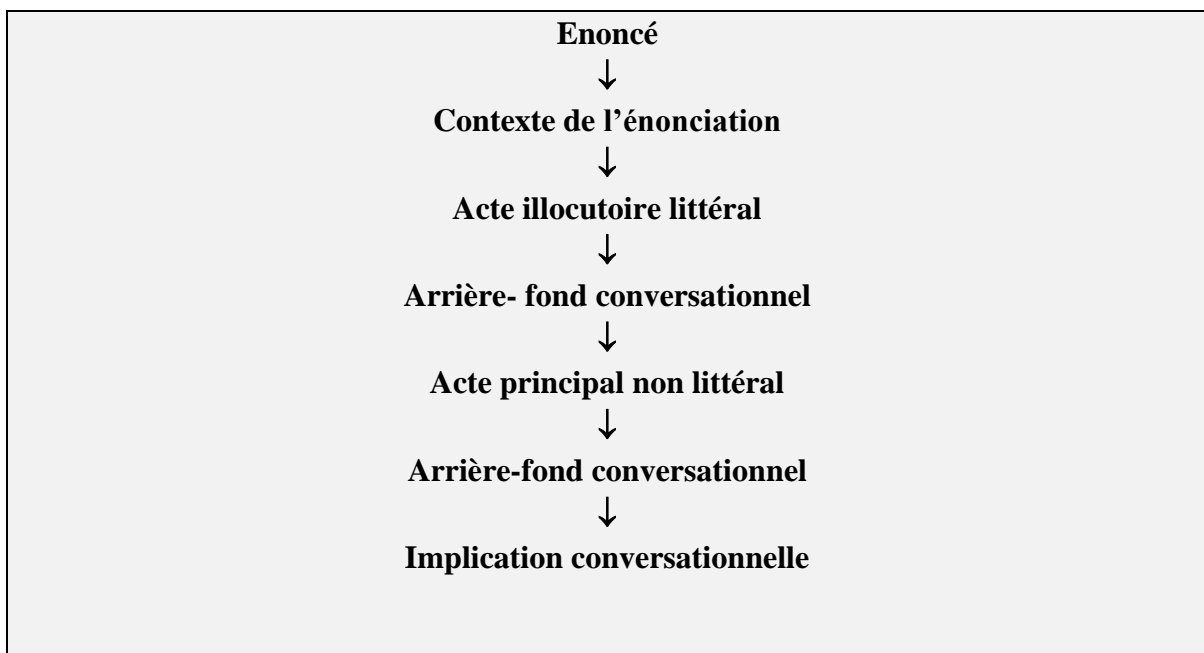 Enoncé
↓
Contexte de l'énonciation
↓
Acte illocutoire littéral
↓
Arrière- fond conversationnel
↓
Acte principal non littéral
↓
Arrière-fond conversationnel
↓
Implication conversationnelle